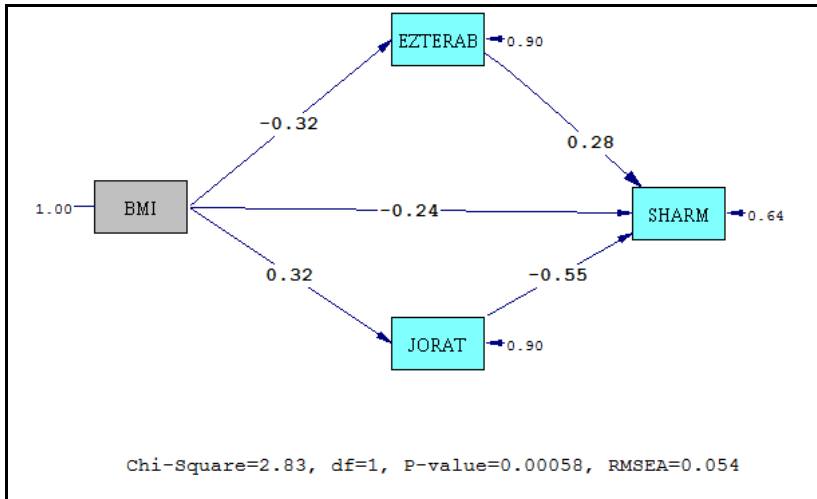 EZTERAB
0.90
-0.32
0.28
1.00
BMI
-0.24
SHARM
0.64
0.32
-0.55
JORAT
0.90
Chi-Square=2.83, df=1, P-value=0.00058, RMSEA=0.054